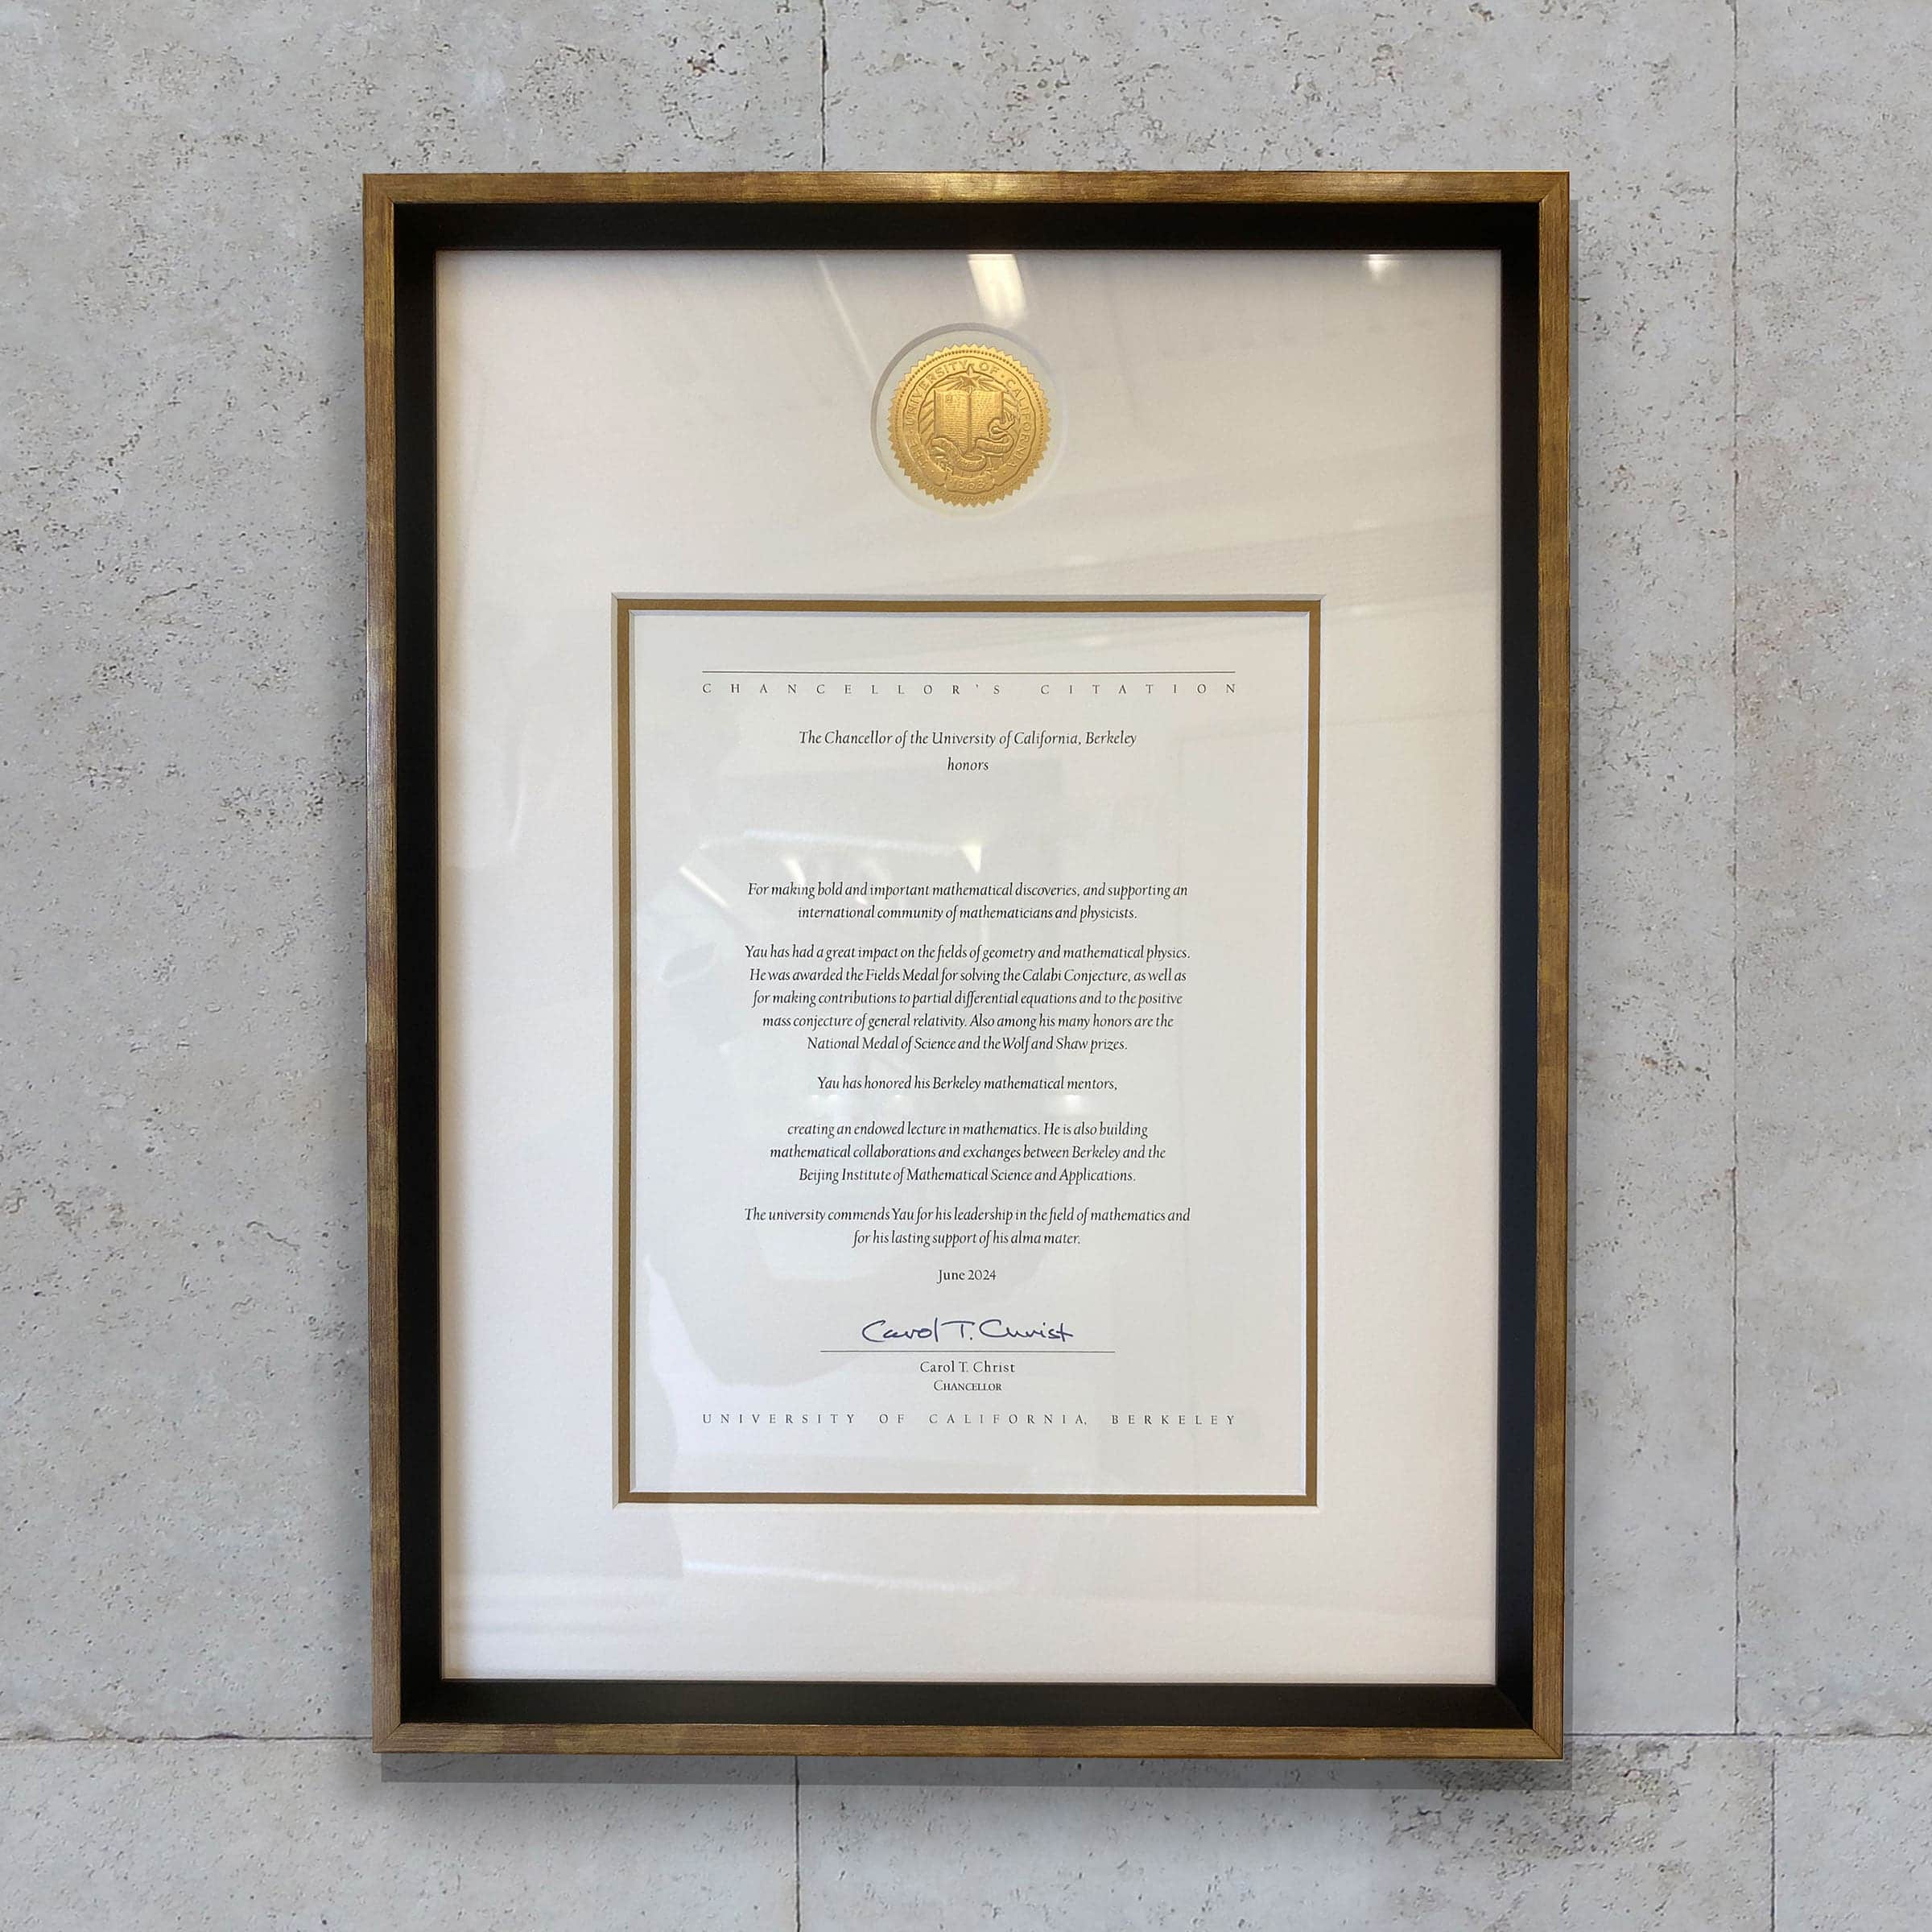 THE UNIVERSITY OF CALIFORNIA
1868
CHANCELLOR'S CITATION
The Chancellor of the University of California, Berkeley
honors
For making bold and important mathematical discoveries, and supporting an
international community of mathematicians and physicists.
Yau has had a great impact on the fields of geometry and mathematical physics.
He was awarded the Fields Medal for solving the Calabi Conjecture, as well as
for making contributions to partial differential equations and to the positive
mass conjecture of general relativity. Also among his many honors are the
National Medal of Science and the Wolf and Shaw prizes.
Yau has honored his Berkeley mathematical mentors,
creating an endowed lecture in mathematics. He is also building
mathematical collaborations and exchanges between Berkeley and the
Beijing Institute of Mathematical Science and Applications.
The university commends Yau for his leadership in the field of mathematics and
for his lasting support of his alma mater.
June 2024
Carol T. Christ
Carol T. Christ
CHANCELLOR
UNIVERSITY OF CALIFORNIA, BERKELEY